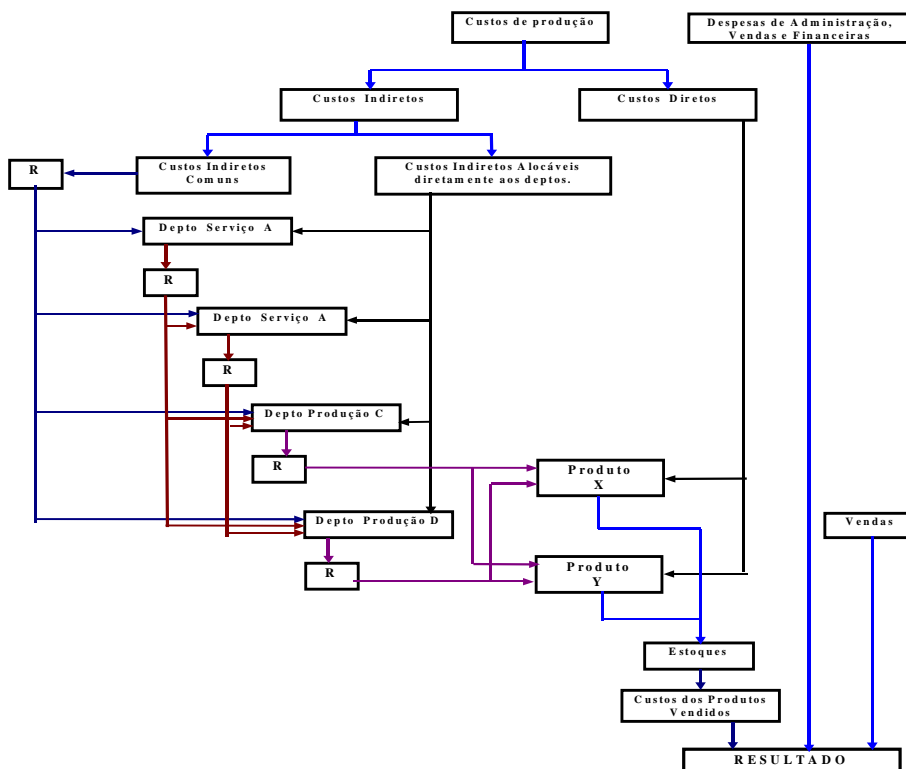 Custos de produção
Despesas de Administração,
Vendas e Financeiras
Custos Indiretos
Custos Diretos
R
Custos Indiretos
Comuns
Custos Indiretos Alocáveis
diretamente aos deptos.
Depto Serviço A
R
Depto Serviço A
R
Depto Produção C
R
Produto
X
Depto Produção D
Vendas
R
Produto
Y
Estoques
Custos dos Produtos
Vendidos
RESULTADO